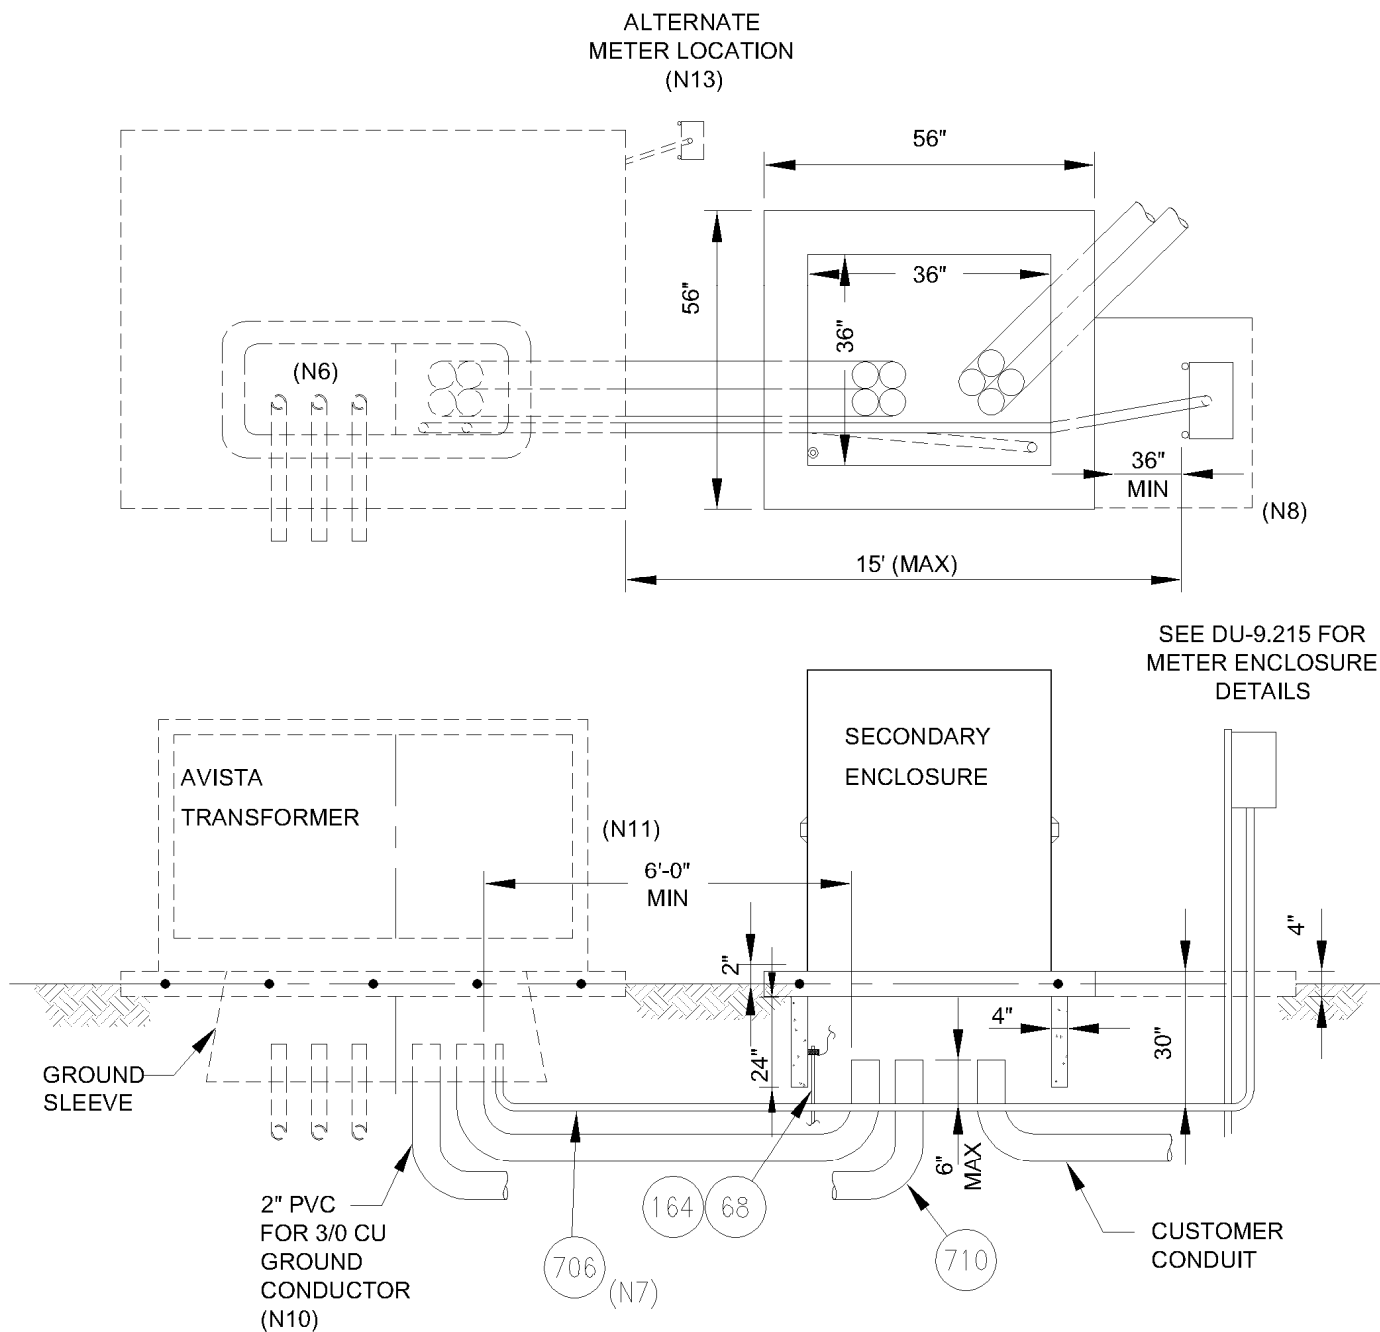 ALTERNATE
METER LOCATION
(N13)
56"
56"
36"
36"
(N6)
36"
MIN
(N8)
15' (MAX)
SEE DU-9.215 FOR
METER ENCLOSURE
DETAILS
AVISTA
TRANSFORMER
SECONDARY
ENCLOSURE
(N11)
6'-0"
MIN
2"
4"
4"
24"
30"
GROUND
SLEEVE
6"
MAX
2" PVC
FOR 3/0 CU
GROUND
CONDUCTOR
(N10)
706
(N7)
164
68
710
CUSTOMER
CONDUIT